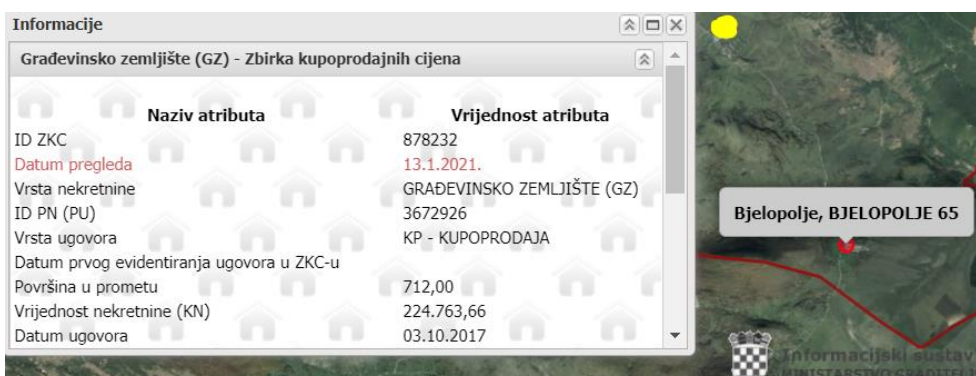 Informacije
Građevinsko zemljište (GZ) - Zbirka kupoprodajnih cijena
Naziv atributa Vrijednost atributa
ID ZKC 878232
Datum pregleda 13.1.2021.
Vrsta nekretnine GRAĐEVINSKO ZEMLJIŠTE (GZ)
ID PN (PU) 3672926
Vrsta ugovora KP - KUPOPRODAJA
Datum prvog evidentiranja ugovora u ZKC-u
Površina u prometu 712,00
Vrijednost nekretnine (KN) 224.763,66
Datum ugovora 03.10.2017
Bjelopolje, BJELOPOLJE 65
Informacijski sustav
MINISTARSTVO GRADITELJ